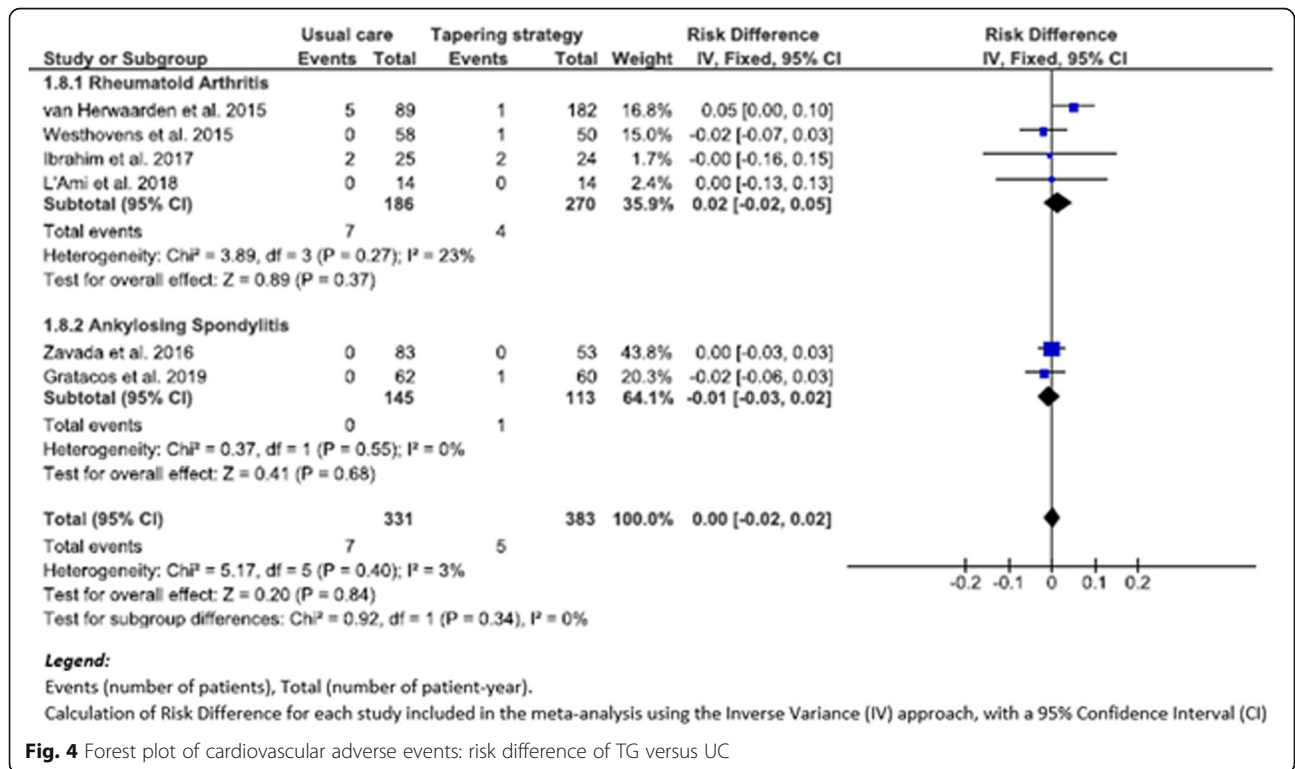 Usual care Tapering strategy Risk Difference Risk Difference
Study or Subgroup Events Total Events Total Weight IV, Fixed, 95% CI IV, Fixed, 95% CI
1.8.1 Rheumatoid Arthritis
van Herwaarden et al. 2015 5 89 1 182 16.8% 0.05 [0.00, 0.10]
Westhovens et al. 2015 0 58 1 50 15.0% -0.02 [-0.07, 0.03]
Ibrahim et al. 2017 2 25 2 24 1.7% -0.00 [-0.16, 0.15]
L'Ami et al. 2018 0 14 0 14 2.4% 0.00 [-0.13, 0.13]
Subtotal (95% CI) 186 270 35.9% 0.02 [-0.02, 0.05]
Total events 7 4
Heterogeneity: Chi² = 3.89, df = 3 (P = 0.27); I² = 23%
Test for overall effect: Z = 0.89 (P = 0.37)
1.8.2 Ankylosing Spondylitis
Zavada et al. 2016 0 83 0 53 43.8% 0.00 [-0.03, 0.03]
Gratacos et al. 2019 0 62 1 60 20.3% -0.02 [-0.06, 0.03]
Subtotal (95% CI) 145 113 64.1% -0.01 [-0.03, 0.02]
Total events 0 1
Heterogeneity: Chi² = 0.37, df = 1 (P = 0.55); I² = 0%
Test for overall effect: Z = 0.41 (P = 0.68)
Total (95% CI) 331 383 100.0% 0.00 [-0.02, 0.02]
Total events 7 5
Heterogeneity: Chi² = 5.17, df = 5 (P = 0.40); I² = 3%
Test for overall effect: Z = 0.20 (P = 0.84)
Test for subgroup differences: Chi² = 0.92, df = 1 (P = 0.34), I² = 0%
-0.2 -0.1 0 0.1 0.2
Legend:
Events (number of patients), Total (number of patient-year).
Calculation of Risk Difference for each study included in the meta-analysis using the Inverse Variance (IV) approach, with a 95% Confidence Interval (CI)
Fig. 4 Forest plot of cardiovascular adverse events: risk difference of TG versus UC